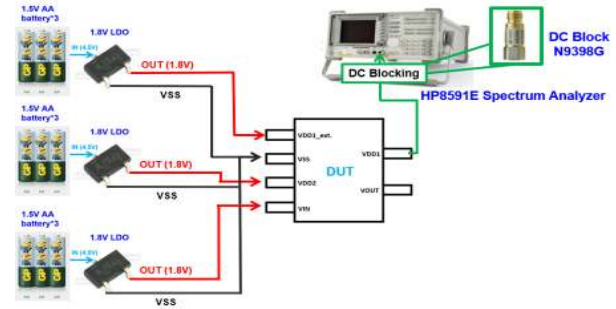 1.5V AA
battery*3
1.8V LDO
IN (4.5V)
OUT (1.8V)
VSS
1.5V AA
battery*3
1.8V LDO
IN (4.5V)
OUT (1.8V)
VSS
1.5V AA
battery*3
1.8V LDO
IN (4.5V)
OUT (1.8V)
VSS
DC Blocking
DC Block
N9398G
HP8591E Spectrum Analyzer
VDD1_ext.
VSS
VDD2
VIN
DUT
VDD1
VOUT